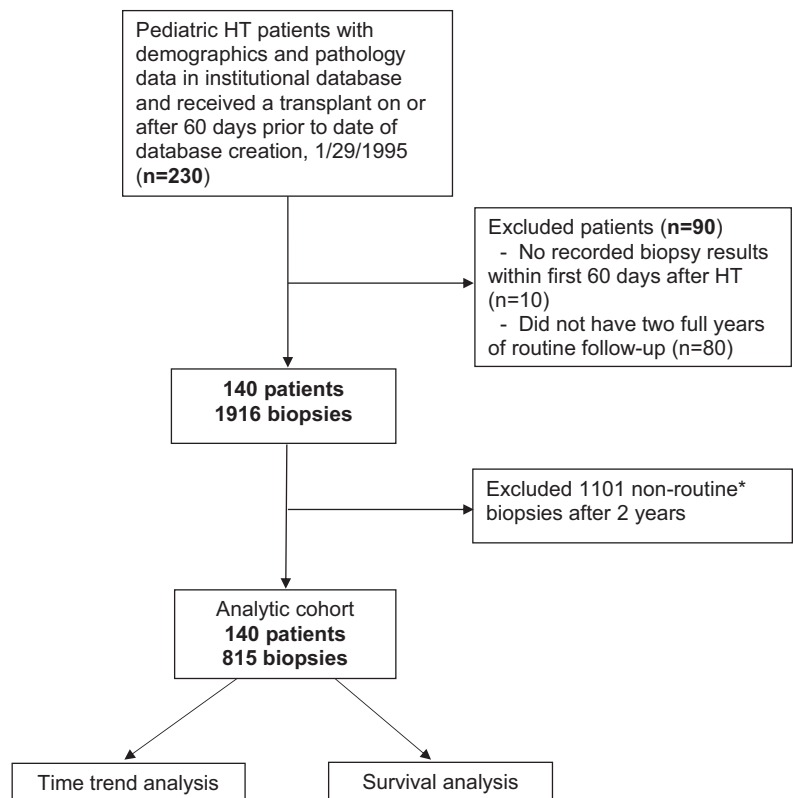 Pediatric HT patients with
demographics and pathology
data in institutional database
and received a transplant on or
after 60 days prior to date of
database creation, 1/29/1995
(n=230)
Excluded patients (n=90)
- No recorded biopsy results
within first 60 days after HT
(n=10)
- Did not have two full years
of routine follow-up (n=80)
140 patients
1916 biopsies
Excluded 1101 non-routine*
biopsies after 2 years
Analytic cohort
140 patients
815 biopsies
Time trend analysis
Survival analysis